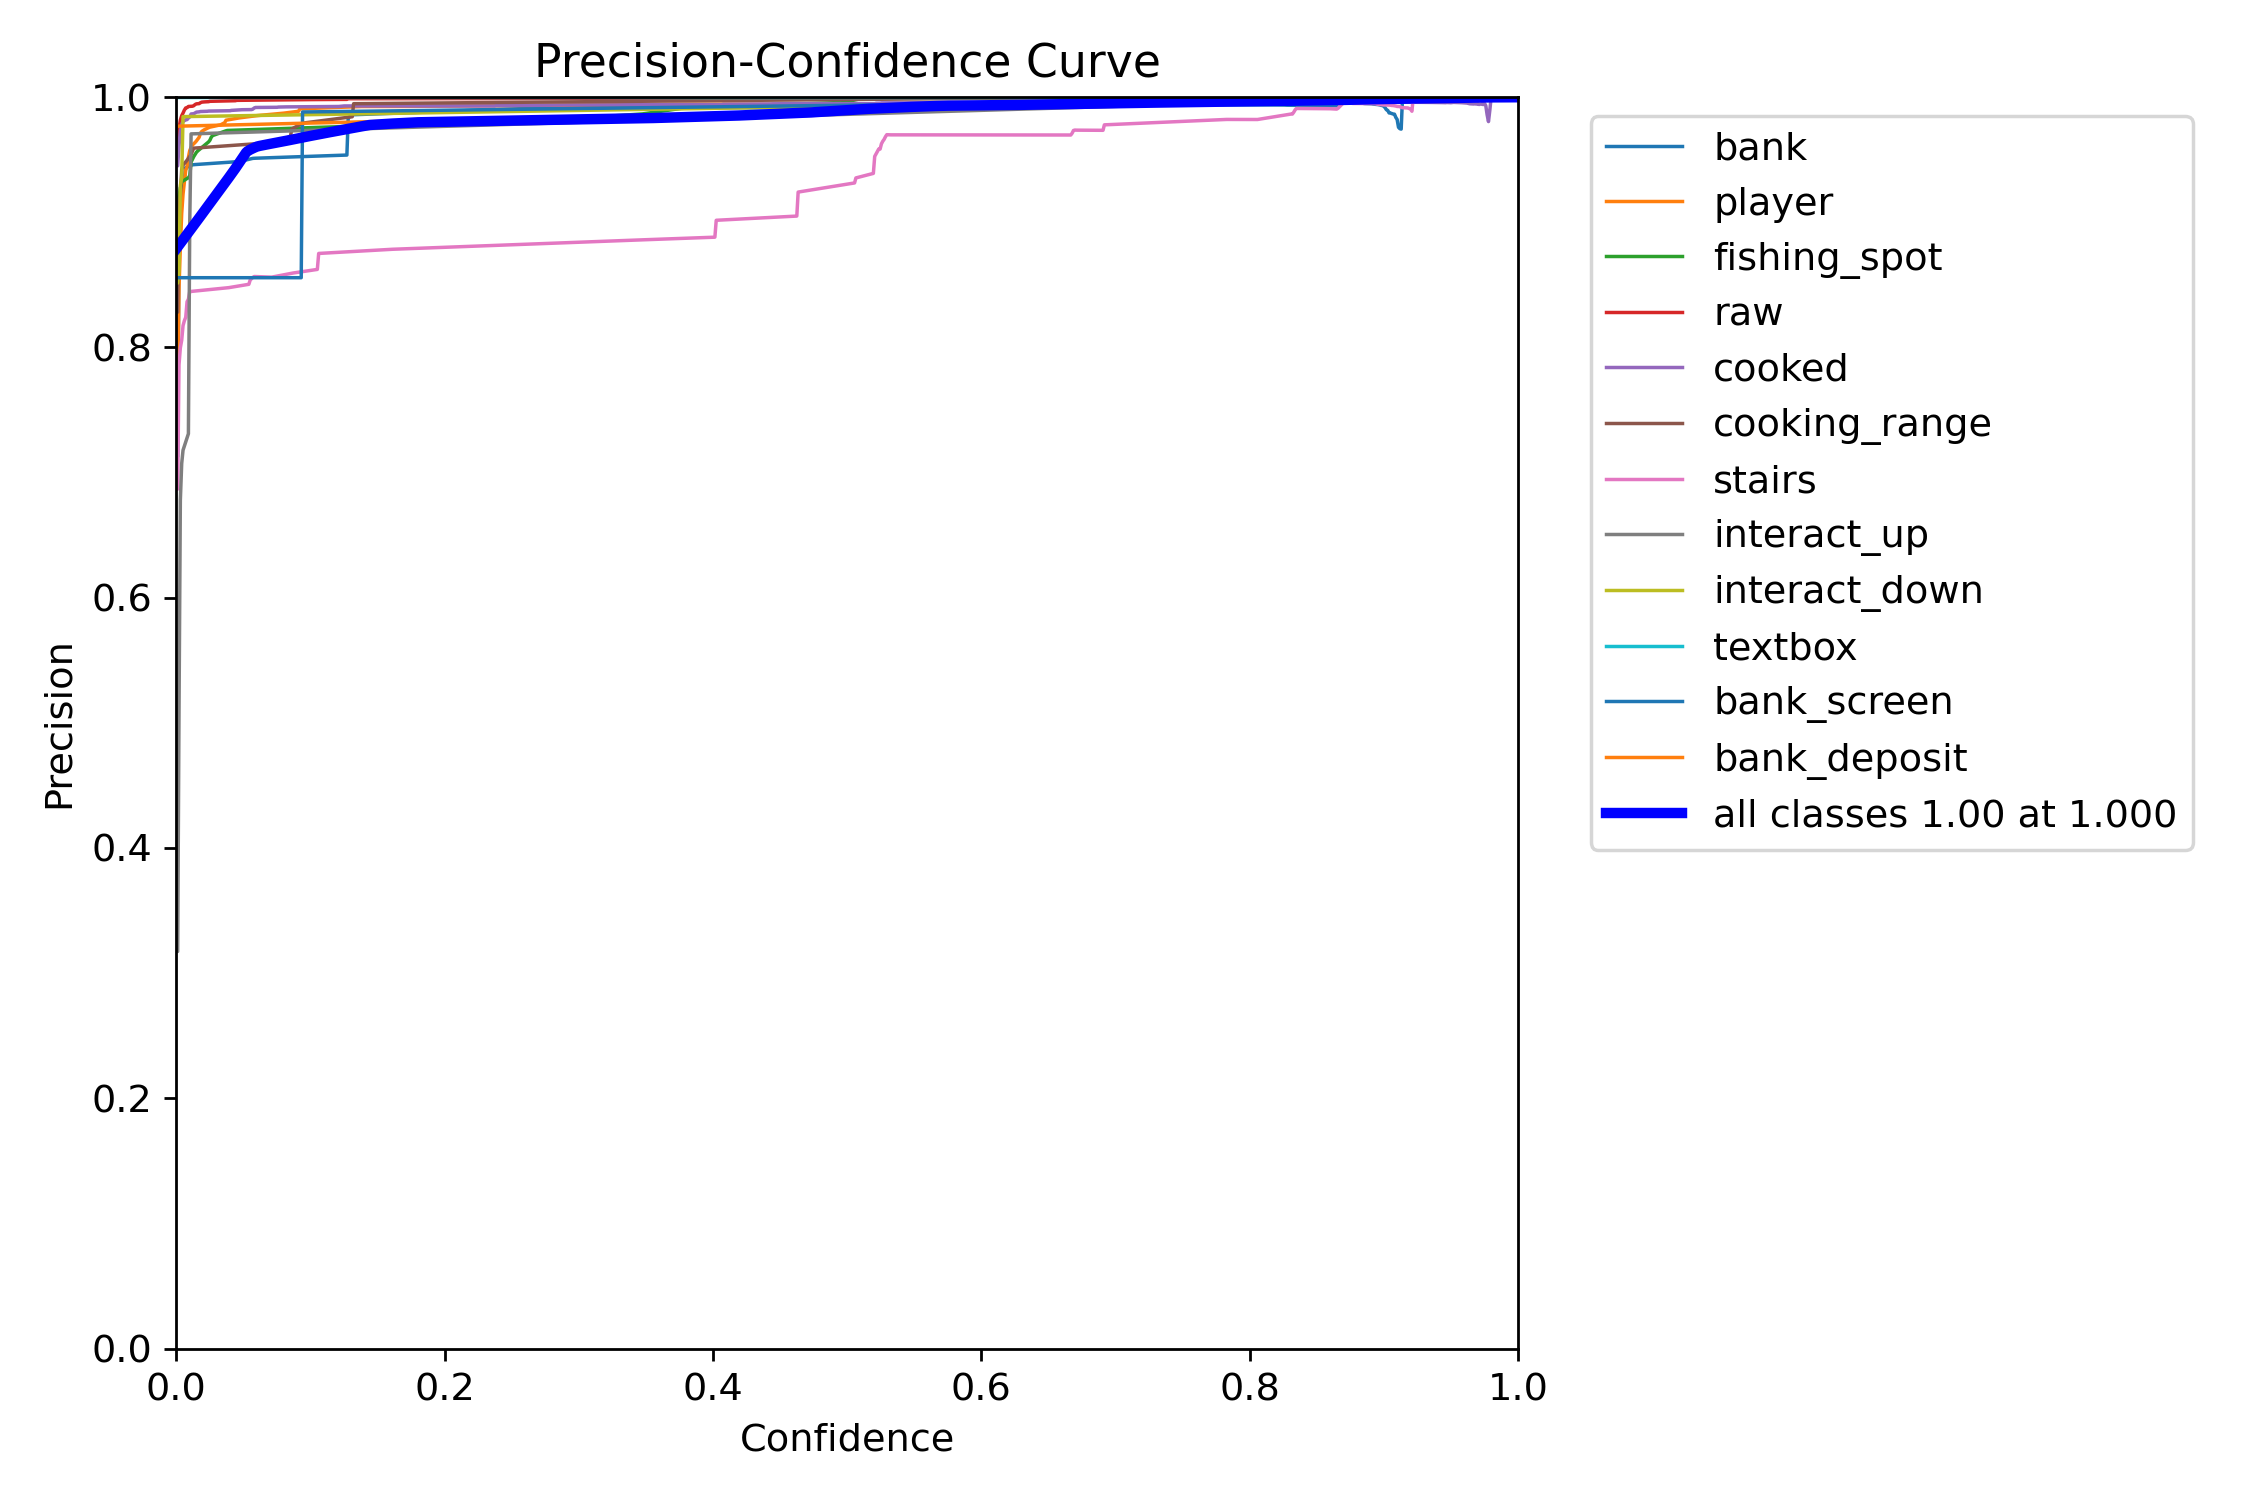 Precision-Confidence Curve
1.0
0.8
0.6
0.4
0.2
0.0
Precision
0.0 0.2 0.4 0.6 0.8 1.0
Confidence
bank
player
fishing_spot
raw
cooked
cooking_range
stairs
interact_up
interact_down
textbox
bank_screen
bank_deposit
all classes 1.00 at 1.000